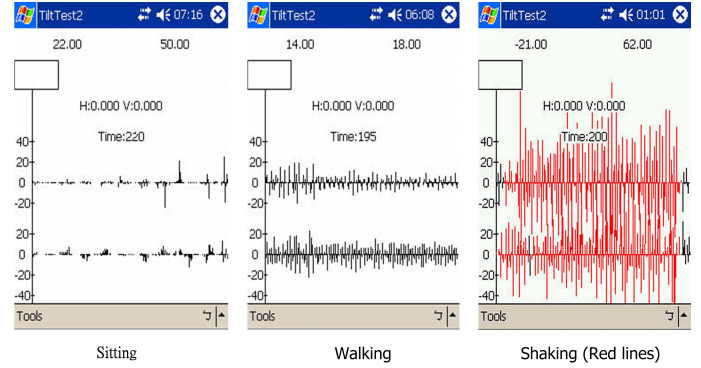 TiltTest2 07:16
22.00 50.00
H:0.000 V:0.000
Time:220
40
20
0
-20
20
0
-20
-40
Tools
Sitting
TiltTest2 06:08
14.00 18.00
H:0.000 V:0.000
Time:195
40
20
0
-20
20
0
-20
-40
Tools
Walking
TiltTest2 01:01
-21.00 62.00
H:0.000 V:0.000
Time:200
40
20
0
-20
20
0
-20
-40
Tools
Shaking (Red lines)